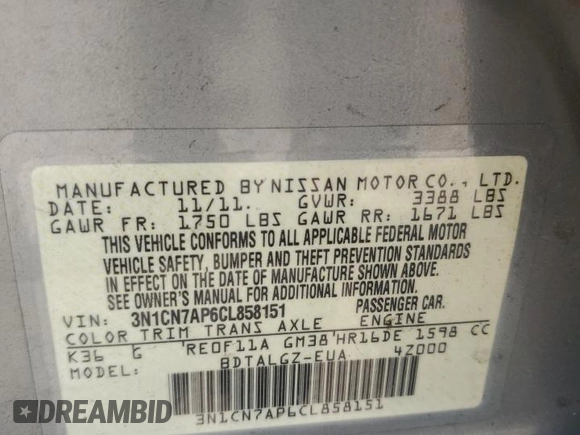 MANUFACTURED BY NISSAN MOTOR CO., LTD.
DATE: 11/11. GVWR: 3388 LBS
GAWR FR: 1750 LBS GAWR RR: 1671 LBS
THIS VEHICLE CONFORMS TO ALL APPLICABLE FEDERAL MOTOR
VEHICLE SAFETY, BUMPER AND THEFT PREVENTION STANDARDS
IN EFFECT ON THE DATE OF MANUFACTURE SHOWN ABOVE.
SEE OWNER'S MANUAL FOR ADDITIONAL INFORMATION.
VIN: 3N1CN7AP6CL858151 PASSENGER CAR.
COLOR TRIM TRANS AXLE ENGINE
K36 G 'RE0F11A GM38'HR16DE 1598 CC
MODEL: BDTALGZ-EUA 4Z000
3N1CN7AP6CL858151
DREAMBID